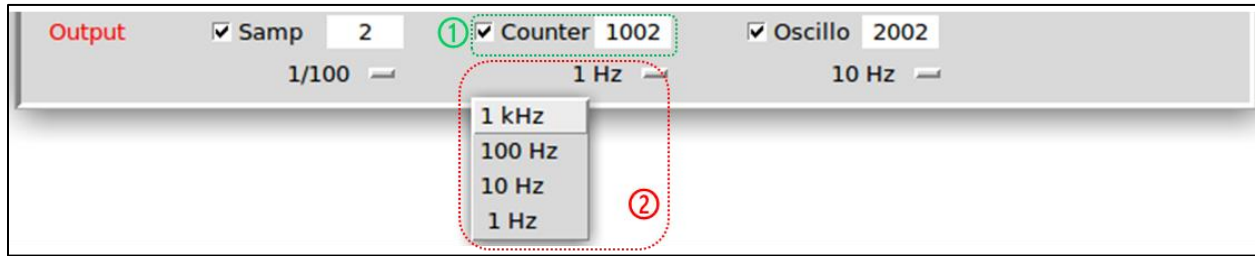 Output Samp 2 ① Counter 1002 Oscillo 2002
1/100 1 Hz 10 Hz
1 kHz
100 Hz
10 Hz
1 Hz
②